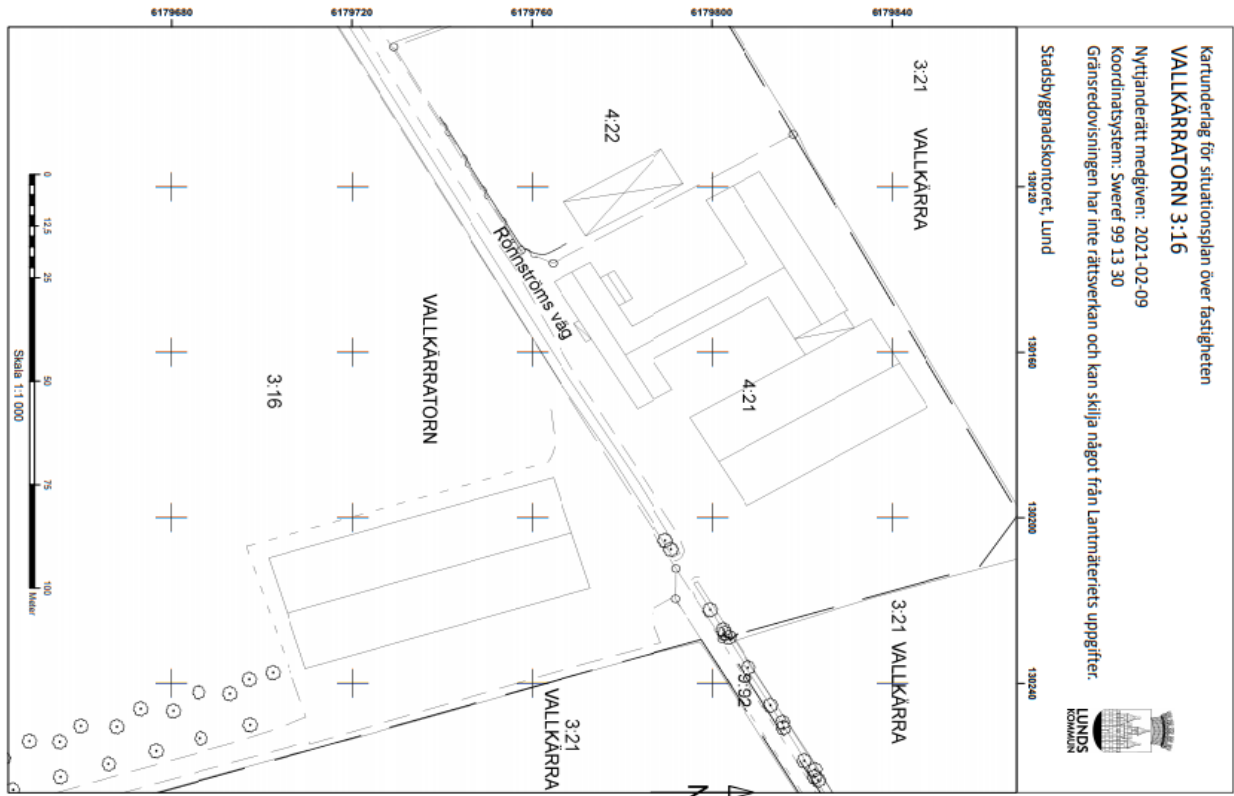 Kartunderlag för situationsplan över fastigheten
VALLKÄRRATORN 3:16
Nyttjanderätt medgiven: 2021-02-09
Koordinatsystem: Sweref 99 13 30
Gränsredovisningen har inte rättsverkan och kan skilja något från Lantmäteriets uppgifter.
Stadsbyggnadskontoret, Lund
LUNDS
KOMMUN
130120
130160
130200
130240
6179840
6179800
6179760
6179720
6179680
3:21 VALLKÄRRA
3:21 VALLKÄRRA
4:22
4:21
9:92
Rönnströms väg
VALLKÄRRATORN
3:21
VALLKÄRRA
3:16
N
0
12,5
25
50
75
100
Meter
Skala 1:1 000